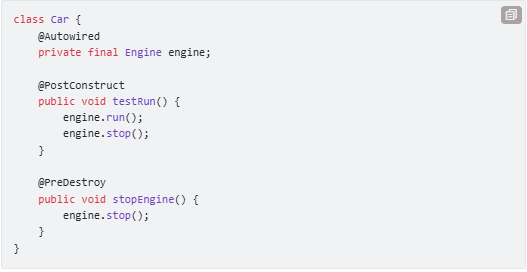 class Car {
    @Autowired
    private final Engine engine;

    @PostConstruct
    public void testRun() {
        engine.run();
        engine.stop();
    }

    @PreDestroy
    public void stopEngine() {
        engine.stop();
    }
}